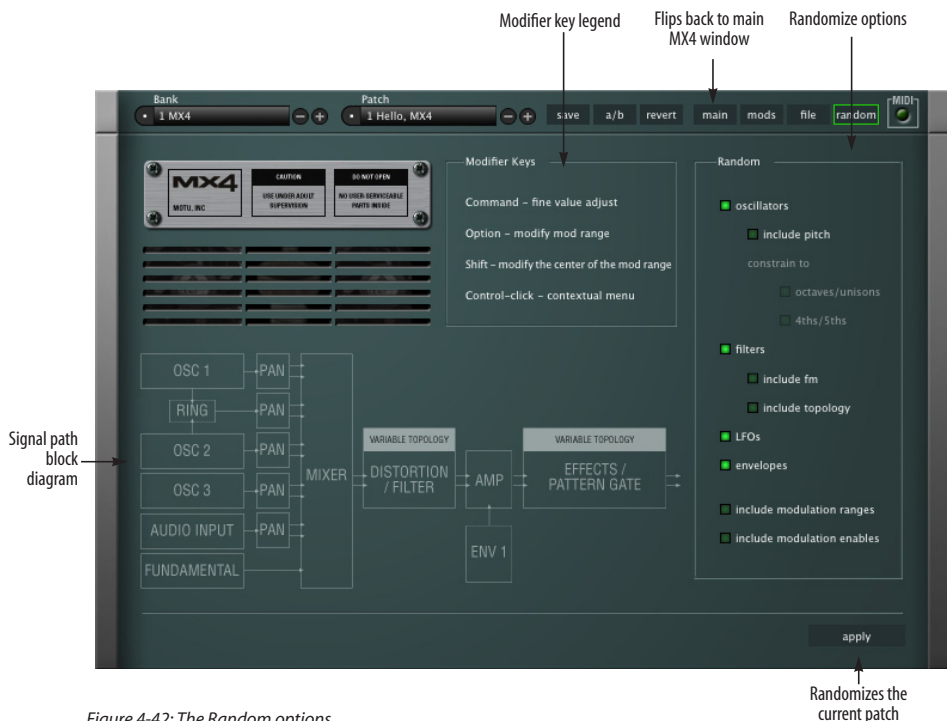 Modifier key legend
Flips back to main
MX4 window
Randomize options
Bank
1 MX4
Patch
1 Hello, MX4
save
a/b
revert
main
mods
file
random
MIDI
MX4
MOTU, INC
CAUTION
USE UNDER ADULT
SUPERVISION
DO NOT OPEN
NO USER-SERVICEABLE
PARTS INSIDE
Modifier Keys
Command – fine value adjust
Option – modify mod range
Shift – modify the center of the mod range
Control-click – contextual menu
Random
oscillators
include pitch
constrain to
octaves/unisons
4ths/5ths
filters
include fm
include topology
LFOs
envelopes
include modulation ranges
include modulation enables
Signal path
block
diagram
OSC 1
PAN
RING
PAN
OSC 2
PAN
OSC 3
PAN
AUDIO INPUT
PAN
FUNDAMENTAL
MIXER
VARIABLE TOPOLOGY
DISTORTION
/ FILTER
AMP
ENV 1
VARIABLE TOPOLOGY
EFFECTS /
PATTERN GATE
apply
Randomizes the
current patch
Figure 4-42: The Random options